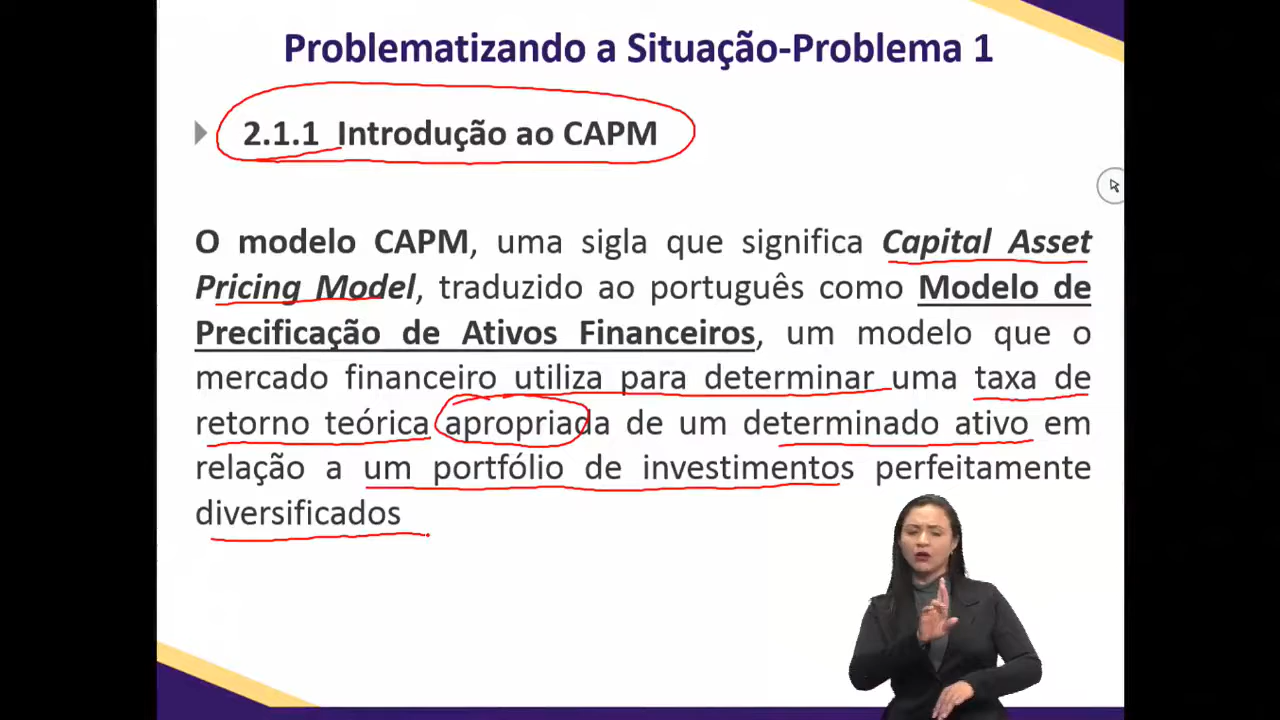 Problematizando a Situação-Problema 1
2.1.1 Introdução ao CAPM
O modelo CAPM, uma sigla que significa Capital Asset
Pricing Model, traduzido ao português como Modelo de
Precificação de Ativos Financeiros, um modelo que o
mercado financeiro utiliza para determinar uma taxa de
retorno teórica apropriada de um determinado ativo em
relação a um portfólio de investimentos perfeitamente
diversificados